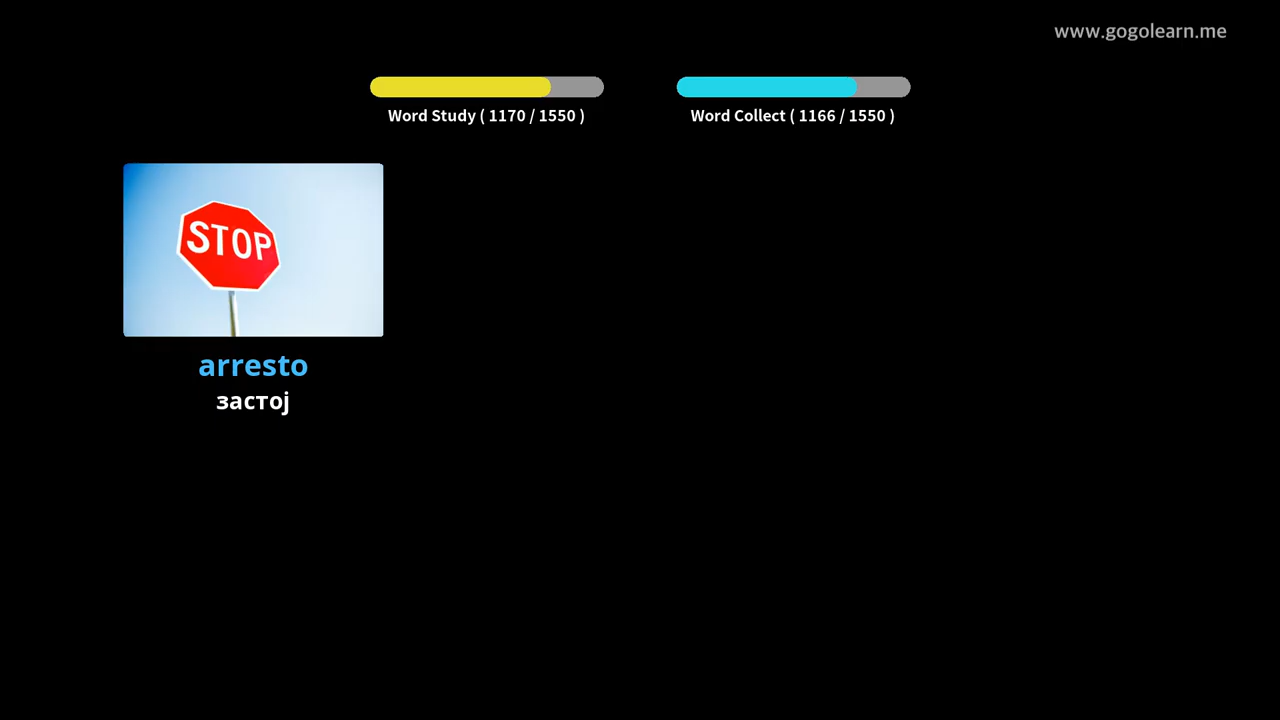 www.gogolearn.me
Word Study ( 1170 / 1550 )
Word Collect ( 1166 / 1550 )
STOP
arresto
застој